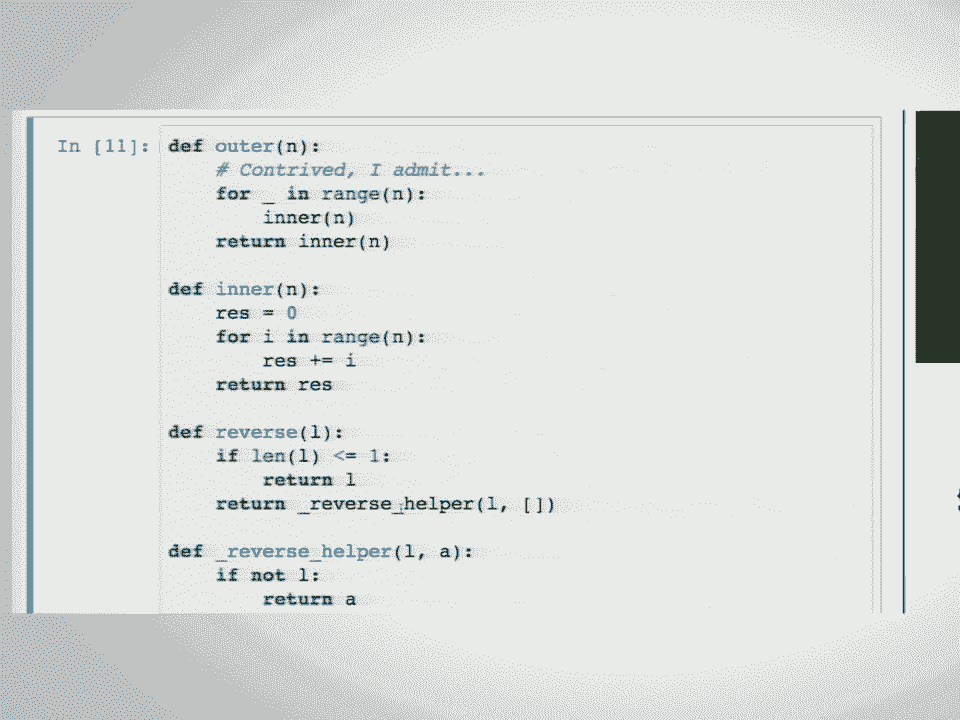 In [11]: def outer(n):
    # Contrived, I admit...
    for _ in range(n):
        inner(n)
    return inner(n)

def inner(n):
    res = 0
    for i in range(n):
        res += i
    return res

def reverse(l):
    if len(l) <= 1:
        return l
    return _reverse_helper(l, [])

def _reverse_helper(l, a):
    if not l:
        return a